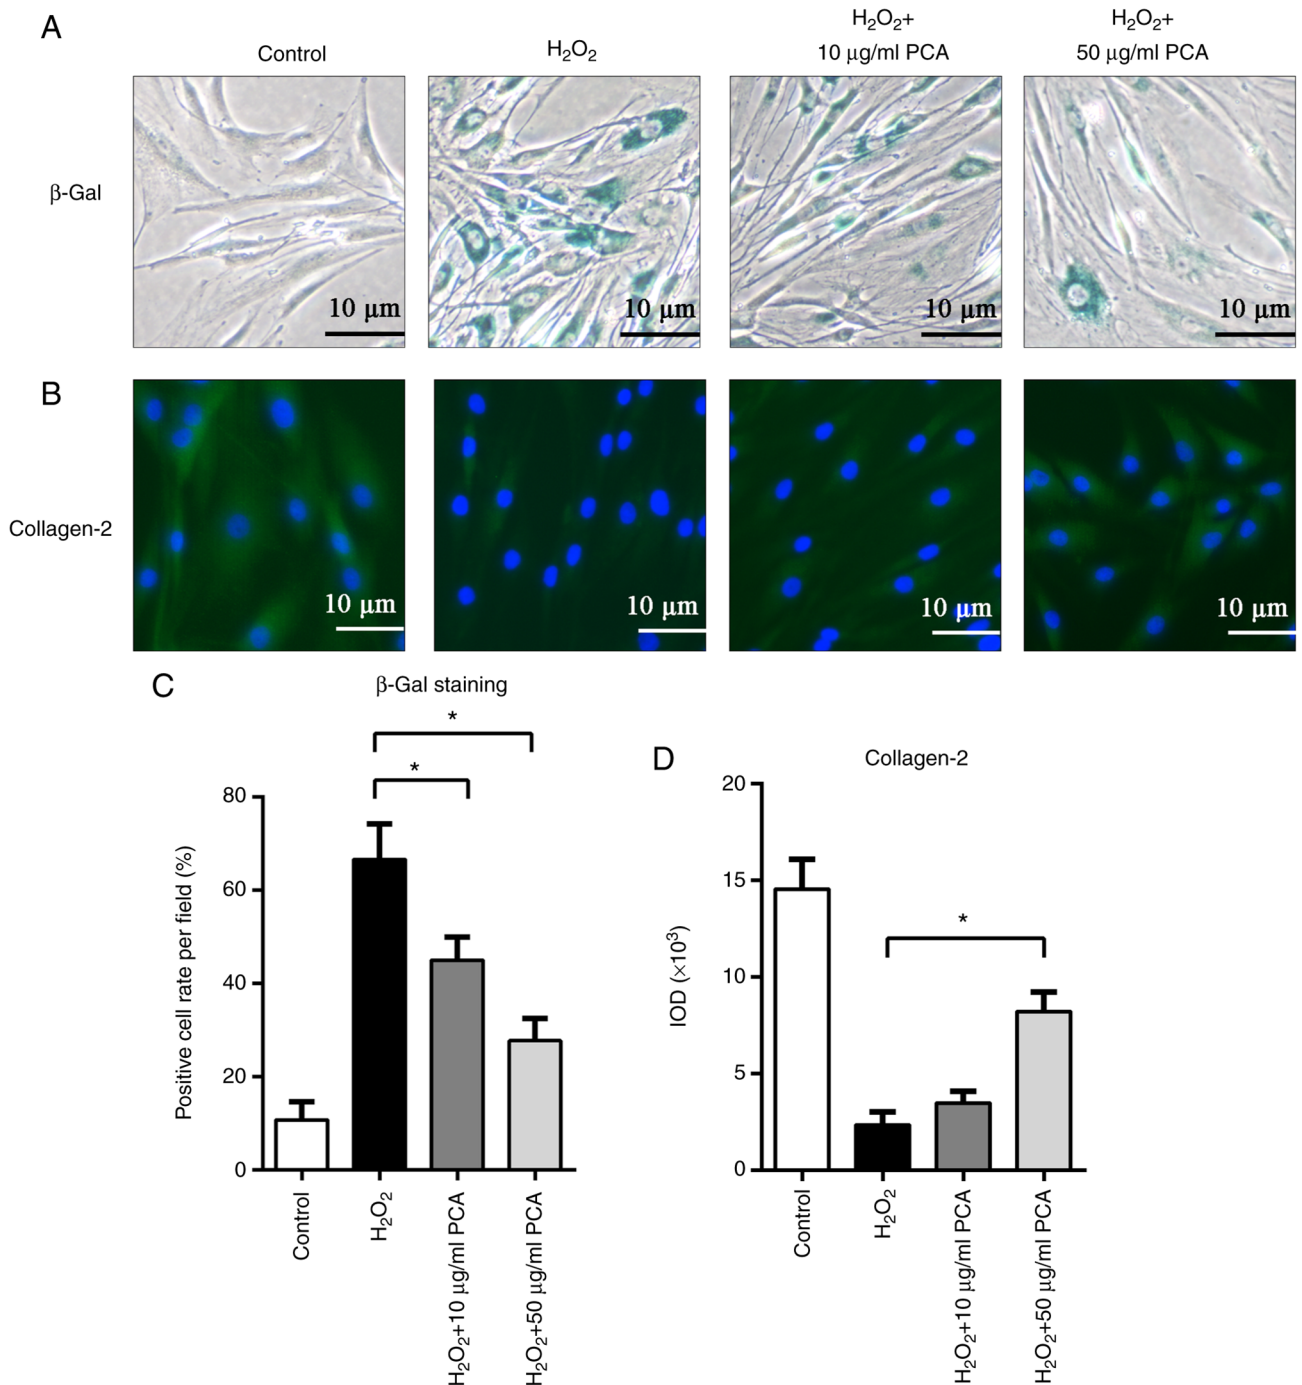 A
Control
H₂O₂
H₂O₂+
10 μg/ml PCA
H₂O₂+
50 μg/ml PCA
β-Gal
10 μm
10 μm
10 μm
10 μm
B
Collagen-2
10 μm
10 μm
10 μm
10 μm
C
β-Gal staining
*
*
Positive cell rate per field (%)
80
60
40
20
0
Control
H₂O₂
H₂O₂+10 μg/ml PCA
H₂O₂+50 μg/ml PCA
D
Collagen-2
*
IOD (×10³)
20
15
10
5
0
Control
H₂O₂
H₂O₂+10 μg/ml PCA
H₂O₂+50 μg/ml PCA